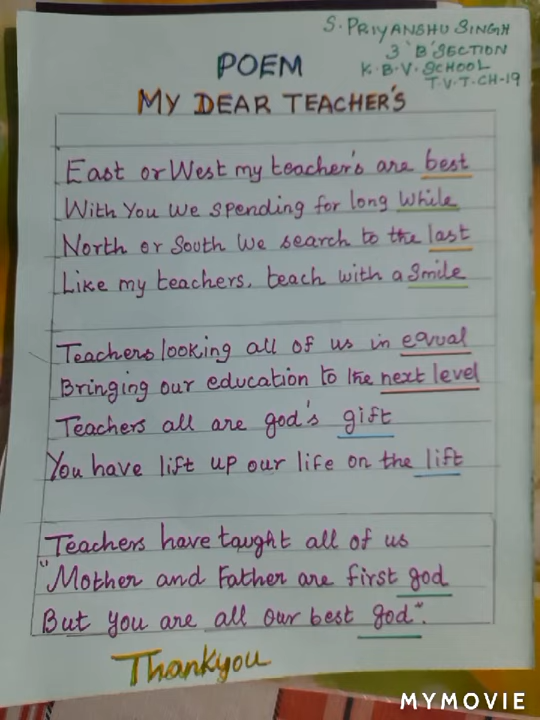 S. PRIYANSHU SINGH
3 'B' SECTION
K.B.V. SCHOOL
T.V.T.CH-19
POEM
MY DEAR TEACHER'S
East or West my teacher's are best
With You We spending for long while
North or South We search to the last
Like my teachers, teach with a Smile
Teachers looking all of us in equal
Bringing our education to the next level
Teachers all are god's gift
You have lift up our life on the lift
Teachers have taught all of us
"Mother and Father are first god
But you are all our best god".
Thankyou
MYMOVIE